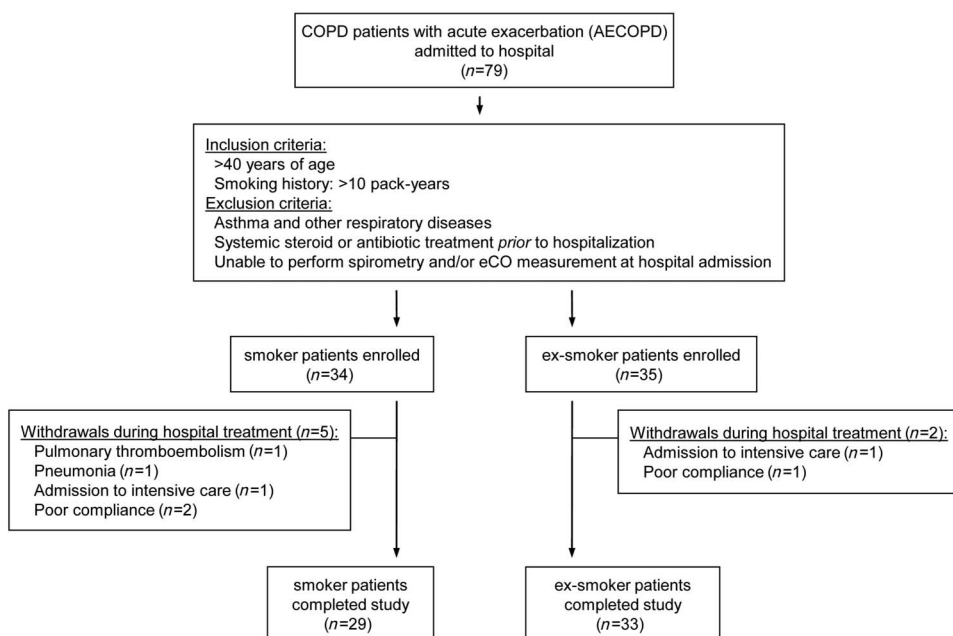 COPD patients with acute exacerbation (AECOPD)
admitted to hospital
(n=79)
Inclusion criteria:
>40 years of age
Smoking history: >10 pack-years
Exclusion criteria:
Asthma and other respiratory diseases
Systemic steroid or antibiotic treatment prior to hospitalization
Unable to perform spirometry and/or eCO measurement at hospital admission
smoker patients enrolled
(n=34)
ex-smoker patients enrolled
(n=35)
Withdrawals during hospital treatment (n=5):
Pulmonary thromboembolism (n=1)
Pneumonia (n=1)
Admission to intensive care (n=1)
Poor compliance (n=2)
Withdrawals during hospital treatment (n=2):
Admission to intensive care (n=1)
Poor compliance (n=1)
smoker patients
completed study
(n=29)
ex-smoker patients
completed study
(n=33)